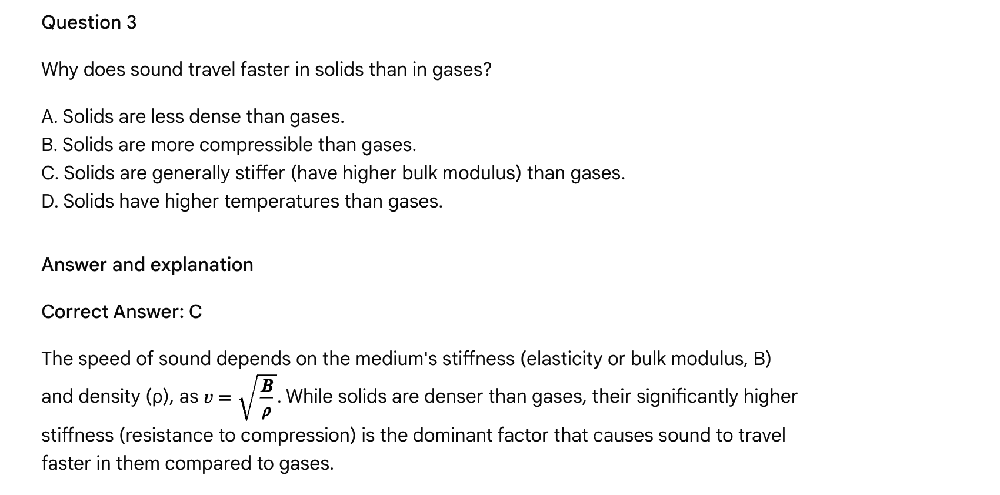 Question 3
Why does sound travel faster in solids than in gases?
A. Solids are less dense than gases.
B. Solids are more compressible than gases.
C. Solids are generally stiffer (have higher bulk modulus) than gases.
D. Solids have higher temperatures than gases.
Answer and explanation
Correct Answer: C
The speed of sound depends on the medium's stiffness (elasticity or bulk modulus, B)
and density (ρ), as v = √(B/ρ). While solids are denser than gases, their significantly higher
stiffness (resistance to compression) is the dominant factor that causes sound to travel
faster in them compared to gases.